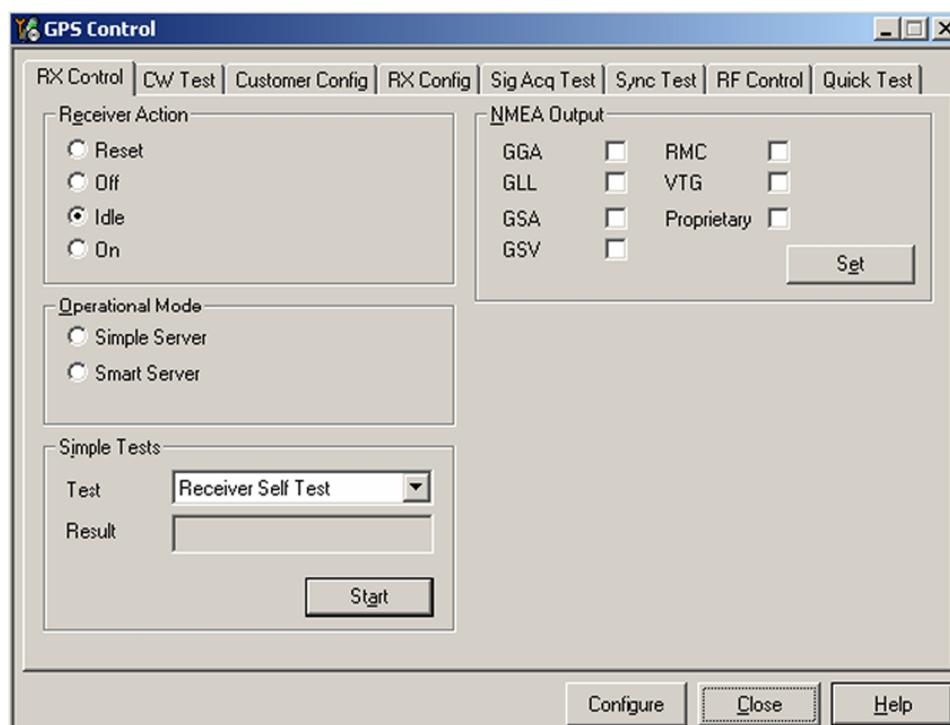 GPS Control
RX Control CW Test Customer Config RX Config Sig Acq Test Sync Test RF Control Quick Test
Receiver Action
Reset
Off
Idle
On
Operational Mode
Simple Server
Smart Server
Simple Tests
Test Receiver Self Test
Result
Start
NMEA Output
GGA RMC
GLL VTG
GSA Proprietary
GSV
Set
Configure Close Help